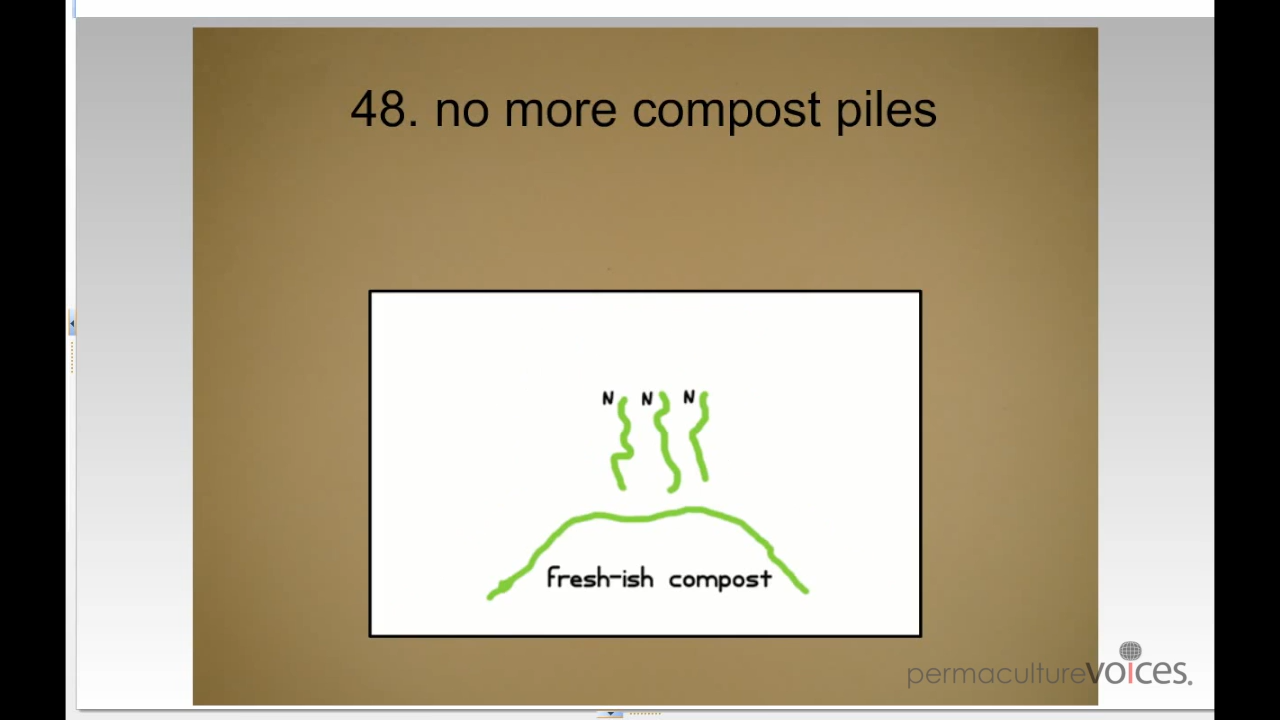 48. no more compost piles
N N N
fresh-ish compost
permaculturevoices.